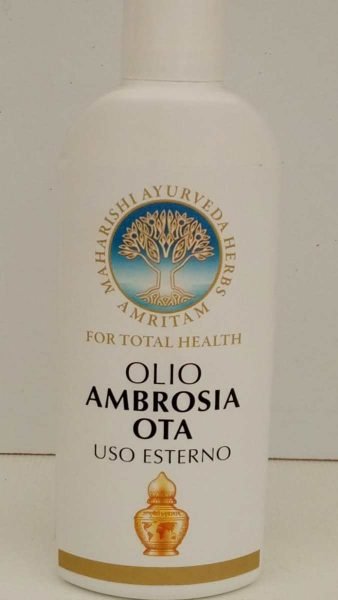 MAHARISHI AYURVEDA HERBS
AMRITAM
FOR TOTAL HEALTH
OLIO
AMBROSIA
OTA
USO ESTERNO